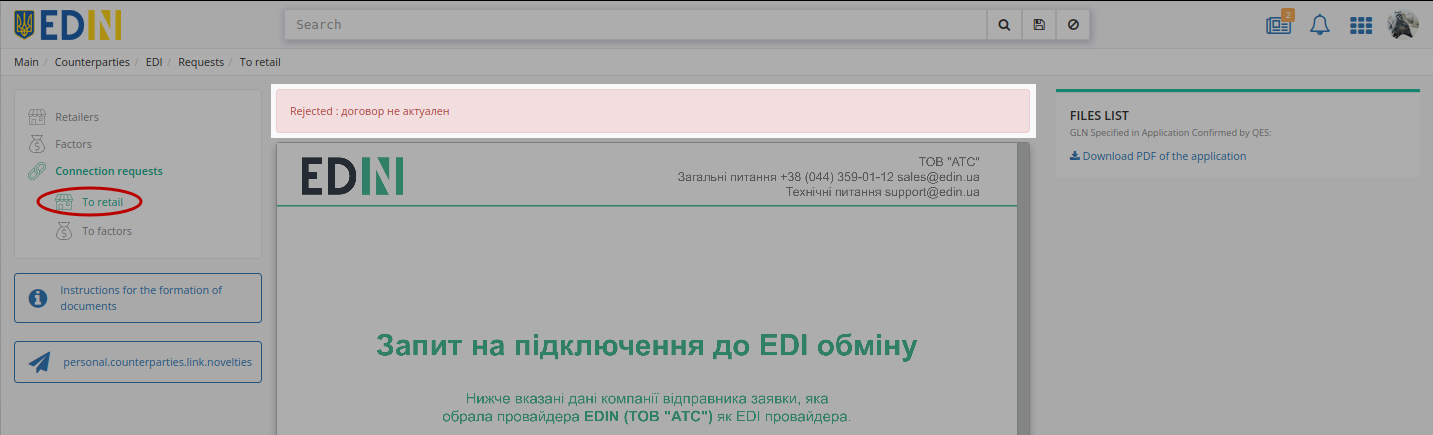 EDIN
Search
2
Main / Counterparties / EDI / Requests / To retail
Retailers
Factors
Connection requests
To retail
To factors
Instructions for the formation of
documents
personal.counterparties.link.novelties
Rejected : договор не актуален
EDIN
ТОВ "АТС"
Загальні питання +38 (044) 359-01-12 sales@edin.ua
Технічні питання support@edin.ua
Запит на підключення до EDI обміну
Нижче вказані дані компанії відправника заявки, яка
обрала провайдера EDIN (ТОВ "АТС") як EDI провайдера.
FILES LIST
GLN Specified in Application Confirmed by QES:
Download PDF of the application